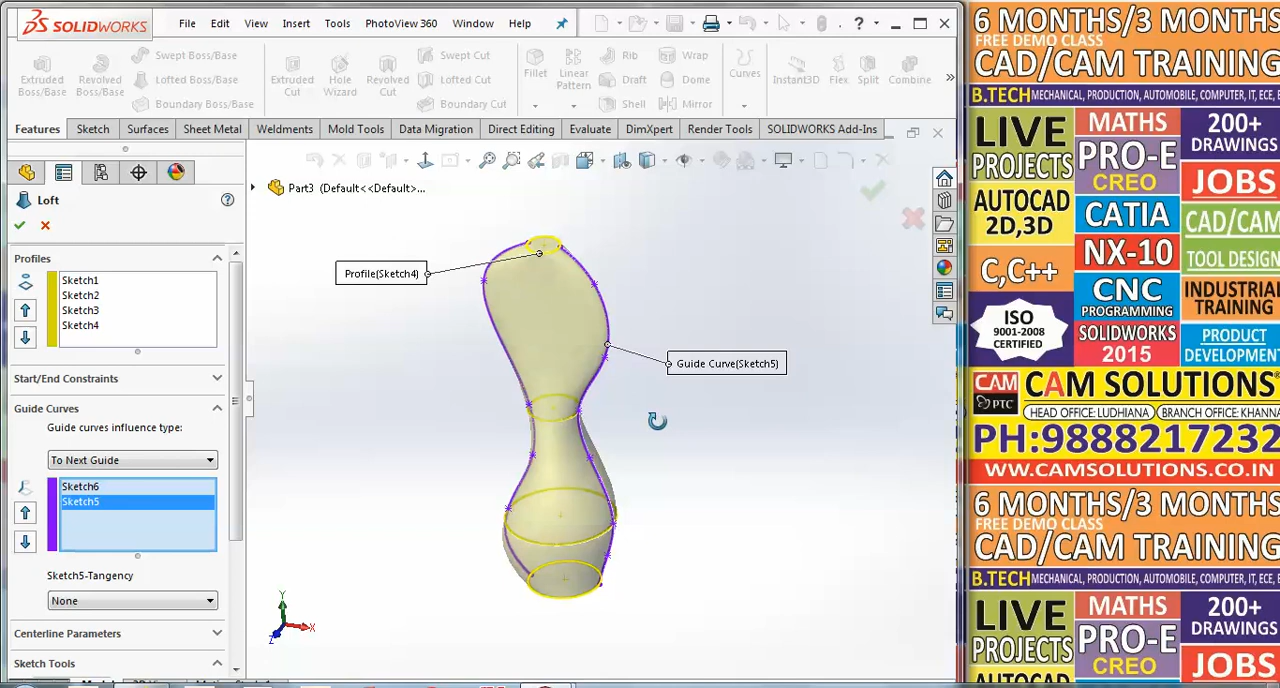 SOLIDWORKS
File Edit View Insert Tools PhotoView 360 Window Help
Extruded Boss/Base
Revolved Boss/Base
Swept Boss/Base
Lofted Boss/Base
Boundary Boss/Base
Extruded Cut
Hole Wizard
Revolved Cut
Swept Cut
Lofted Cut
Boundary Cut
Fillet
Linear Pattern
Rib
Draft
Shell
Wrap
Dome
Mirror
Curves
Instant3D
Flex
Split
Combine
Features Sketch Surfaces Sheet Metal Weldments Mold Tools Data Migration Direct Editing Evaluate DimXpert Render Tools SOLIDWORKS Add-Ins
Part3 (Default<<Default>...
Loft
Profiles
Sketch1
Sketch2
Sketch3
Sketch4
Start/End Constraints
Guide Curves
Guide curves influence type:
To Next Guide
Sketch6
Sketch5
Sketch5-Tangency
None
Centerline Parameters
Sketch Tools
Profile(Sketch4)
Guide Curve(Sketch5)
Y
X
Z
6 MONTHS/3 MONTHS
FREE DEMO CLASS
CAD/CAM TRAINING
B.TECH MECHANICAL, PRODUCTION, AUTOMOBILE, COMPUTER, IT, ECE,
LIVE
PROJECTS
MATHS
PRO-E
CREO
200+
DRAWINGS
JOBS
AUTOCAD
2D,3D
CATIA
CAD/CAM
NX-10
TOOL DESIGN
C,C++
CNC
PROGRAMMING
INDUSTRIAL
TRAINING
ISO
9001-2008
CERTIFIED
SOLIDWORKS
2015
PRODUCT
DEVELOPMENT
CAM
PTC
CAM SOLUTIONS®
HEAD OFFICE: LUDHIANA
BRANCH OFFICE: KHANNA
PH:9888217232
WWW.CAMSOLUTIONS.CO.IN
6 MONTHS/3 MONTHS
FREE DEMO CLASS
CAD/CAM TRAINING
B.TECH MECHANICAL, PRODUCTION, AUTOMOBILE, COMPUTER, IT, ECE,
LIVE
PROJECTS
MATHS
PRO-E
CREO
200+
DRAWINGS
JOBS